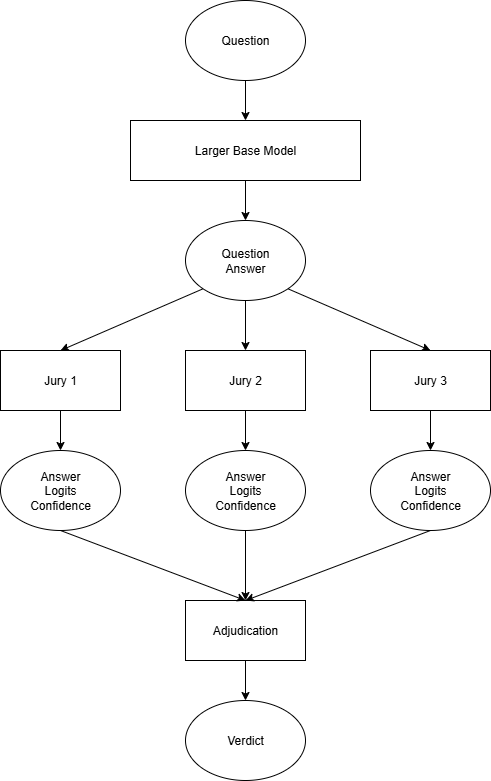 Question
Larger Base Model
Question
Answer
Jury 1
Jury 2
Jury 3
Answer
Logits
Confidence
Answer
Logits
Confidence
Answer
Logits
Confidence
Adjudication
Verdict